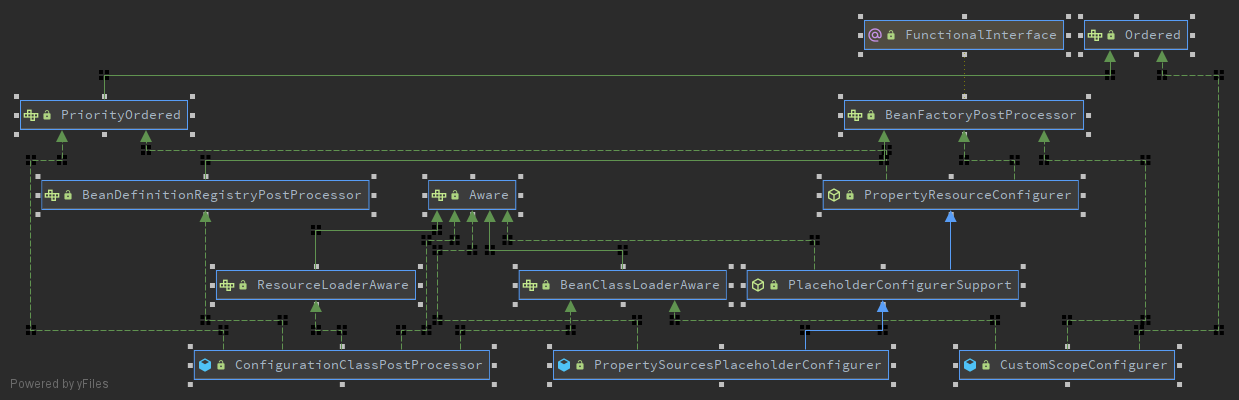 FunctionalInterface
Ordered
PriorityOrdered
BeanFactoryPostProcessor
BeanDefinitionRegistryPostProcessor
Aware
PropertyResourceConfigurer
ResourceLoaderAware
BeanClassLoaderAware
PlaceholderConfigurerSupport
ConfigurationClassPostProcessor
PropertySourcesPlaceholderConfigurer
CustomScopeConfigurer
Powered by yFiles